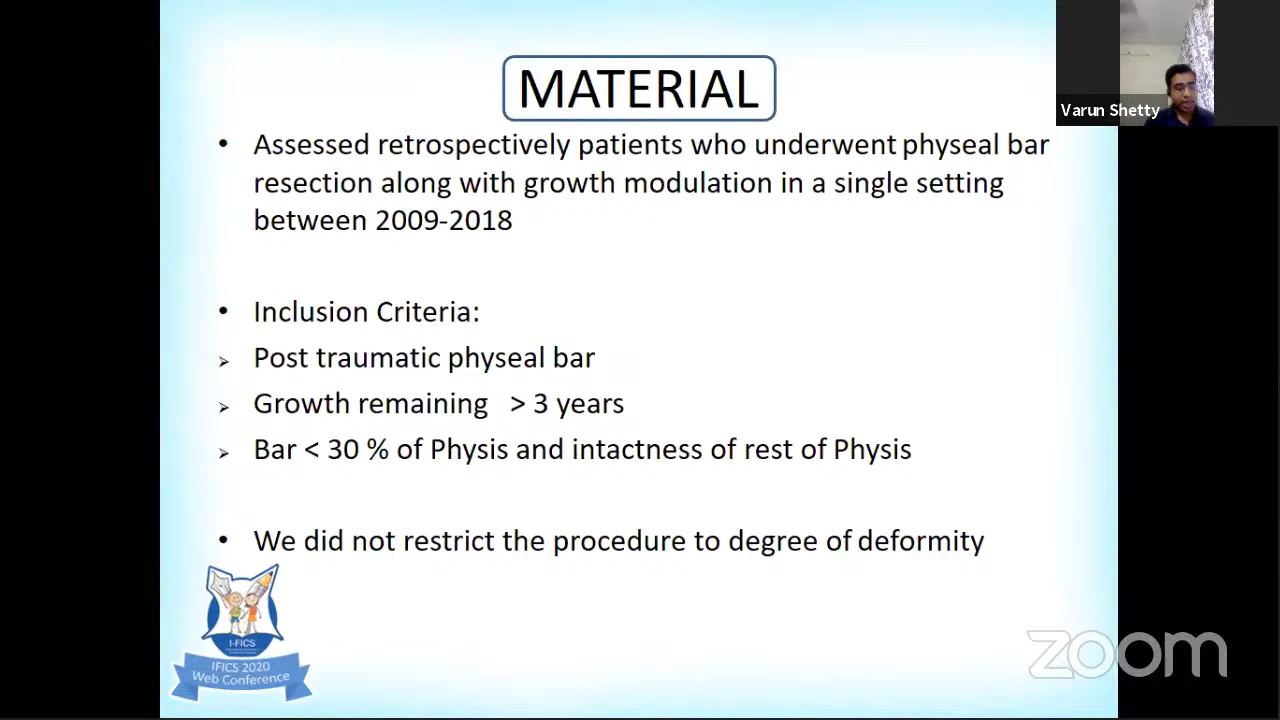 MATERIAL
Varun Shetty
• Assessed retrospectively patients who underwent physeal bar
resection along with growth modulation in a single setting
between 2009-2018
• Inclusion Criteria:
➢ Post traumatic physeal bar
➢ Growth remaining > 3 years
➢ Bar < 30 % of Physis and intactness of rest of Physis
• We did not restrict the procedure to degree of deformity
I-FICS
IFICS 2020
Web Conference
zoom